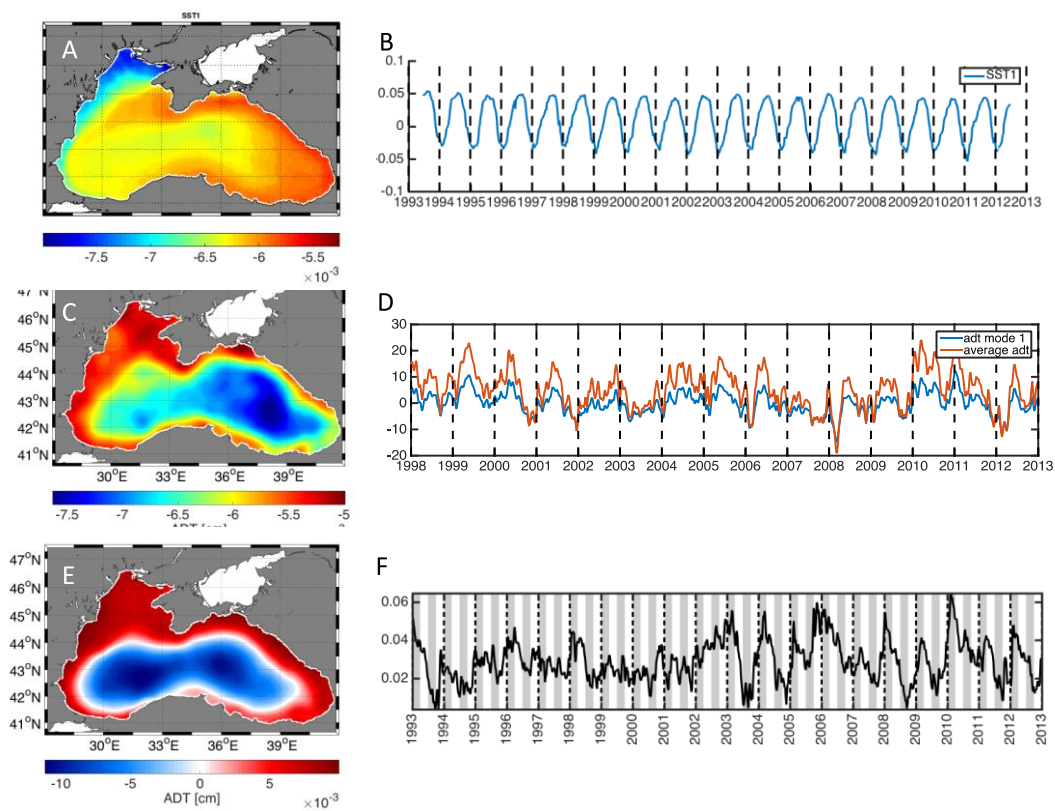 SST1
A
-7.5 -7 -6.5 -6 -5.5
×10⁻³
B
SST1
0.1
0.05
0
-0.05
-0.1
1993 1994 1995 1996 1997 1998 1999 2000 2001 2002 2003 2004 2005 2006 2007 2008 2009 2010 2011 2012 2013
C
46°N
45°N
44°N
43°N
42°N
41°N
30°E 33°E 36°E 39°E
-7.5 -7 -6.5 -6 -5.5 -5
D
adt mode 1
average adt
30
20
10
0
-10
-20
1998 1999 2000 2001 2002 2003 2004 2005 2006 2007 2008 2009 2010 2011 2012 2013
E
47°N
46°N
45°N
44°N
43°N
42°N
41°N
30°E 33°E 36°E 39°E
-10 -5 0 5
ADT [cm] ×10⁻³
F
0.06
0.04
0.02
1993 1994 1995 1996 1997 1998 1999 2000 2001 2002 2003 2004 2005 2006 2007 2008 2009 2010 2011 2012 2013